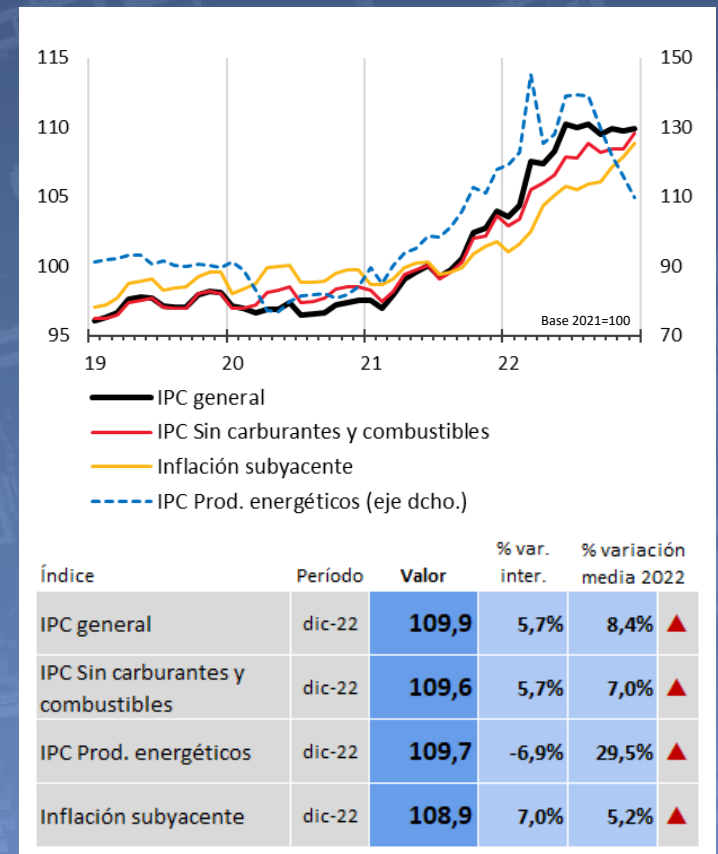 115 150
110 130
105 110
100 90
95 70
Base 2021=100
19 20 21 22
IPC general
IPC Sin carburantes y combustibles
Inflación subyacente
IPC Prod. energéticos (eje dcho.)
Índice Período Valor % var. inter. % variación media 2022
IPC general dic-22 109,9 5,7% 8,4% ▲
IPC Sin carburantes y combustibles dic-22 109,6 5,7% 7,0% ▲
IPC Prod. energéticos dic-22 109,7 -6,9% 29,5% ▲
Inflación subyacente dic-22 108,9 7,0% 5,2% ▲